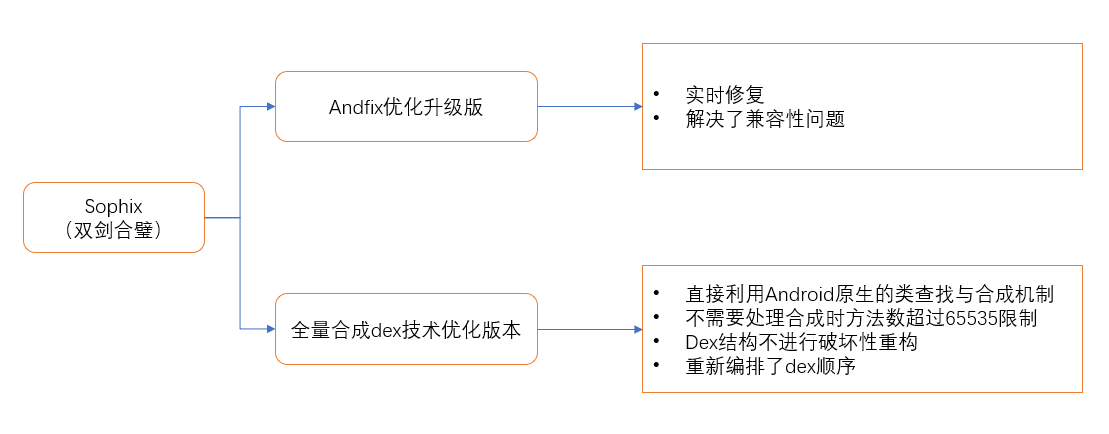 Sophix
（双剑合璧）
Andfix优化升级版
• 实时修复
• 解决了兼容性问题
全量合成dex技术优化版本
• 直接利用Android原生的类查找与合成机制
• 不需要处理合成时方法数超过65535限制
• Dex结构不进行破坏性重构
• 重新编排了dex顺序